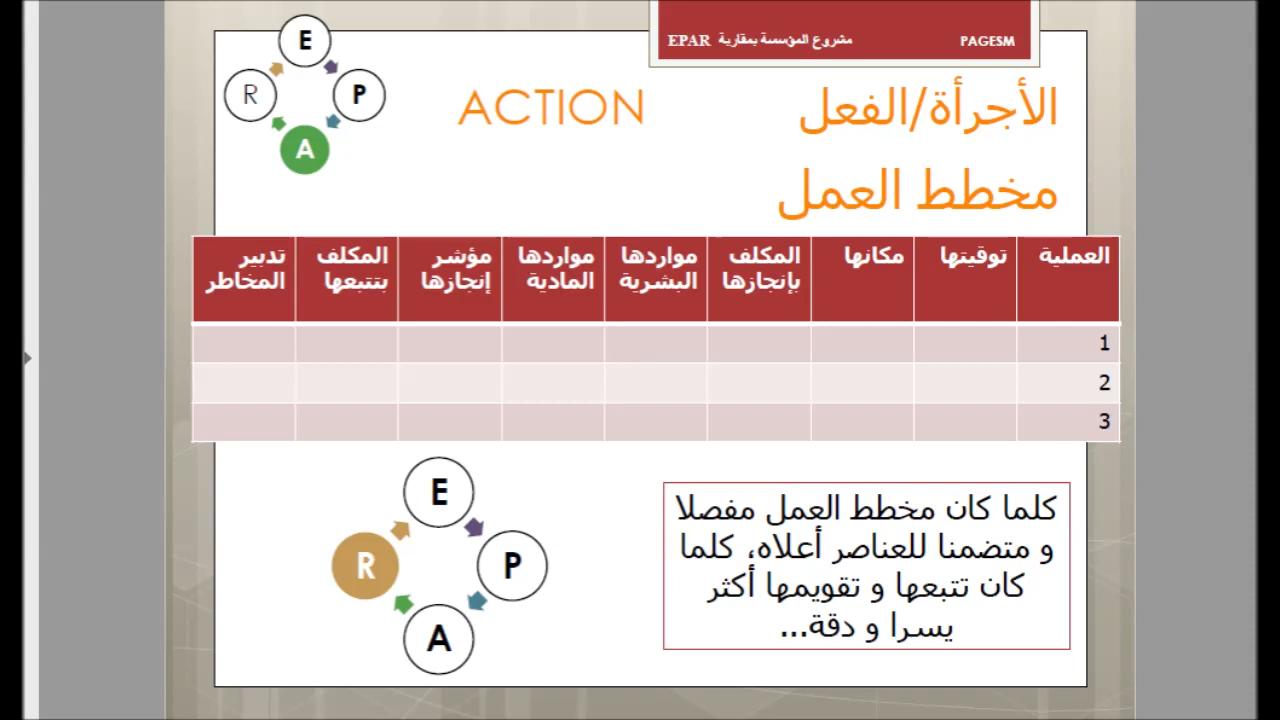 مشروع المؤسسة بمقاربة EPAR
PAGESM
E
R
P
A
الأجرأة/الفعل ACTION
مخطط العمل
العملية
توقيتها
مكانها
المكلف
بإنجازها
مواردها
البشرية
مواردها
المادية
مؤشر
إنجازها
المكلف
بتتبعها
تدبير
المخاطر
1
2
3
كلما كان مخطط العمل مفصلا
و متضمنا للعناصر أعلاه، كلما
كان تتبعها و تقويمها أكثر
يسرا و دقة...
E
R
P
A